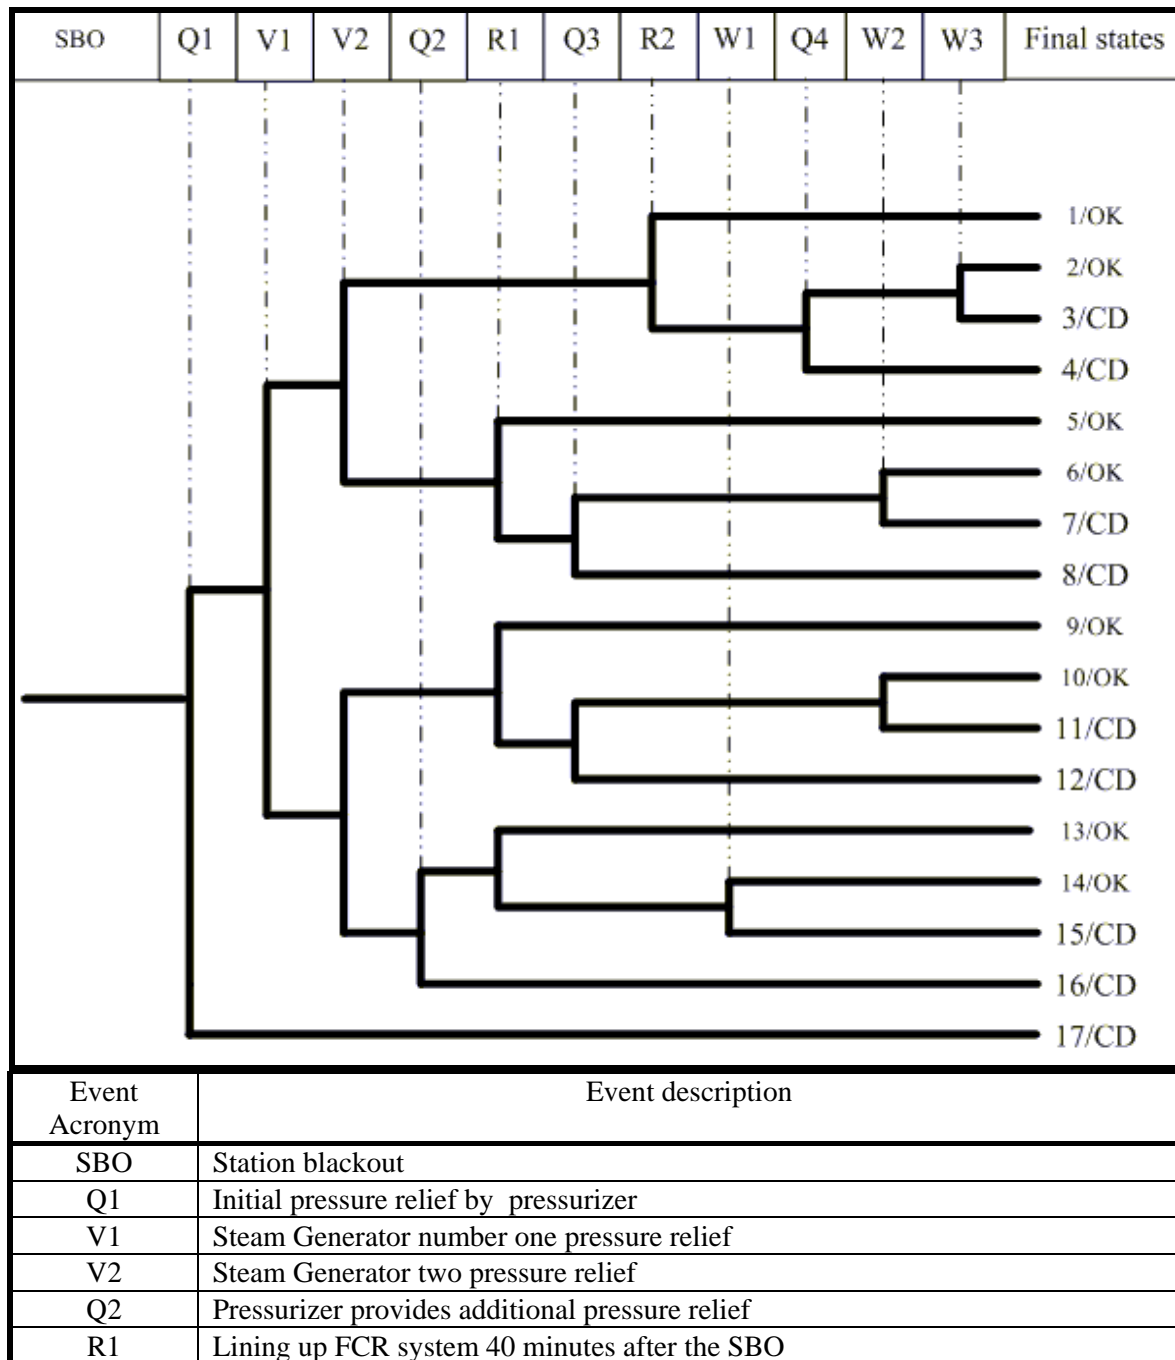 SBO Q1 V1 V2 Q2 R1 Q3 R2 W1 Q4 W2 W3 Final states
1/OK
2/OK
3/CD
4/CD
5/OK
6/OK
7/CD
8/CD
9/OK
10/OK
11/CD
12/CD
13/OK
14/OK
15/CD
16/CD
17/CD
Event Acronym Event description
SBO Station blackout
Q1 Initial pressure relief by pressurizer
V1 Steam Generator number one pressure relief
V2 Steam Generator two pressure relief
Q2 Pressurizer provides additional pressure relief
R1 Lining up FCR system 40 minutes after the SBO